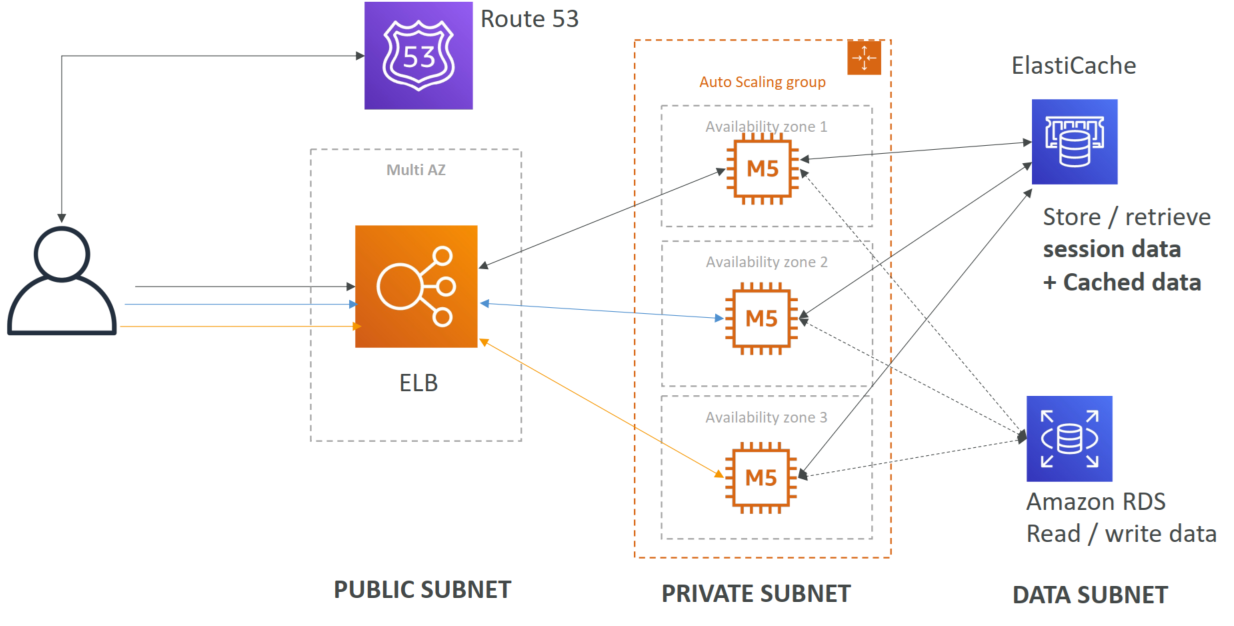 Route 53
53
ElastiCache
Auto Scaling group
Availability zone 1
M5
Multi AZ
Store / retrieve
session data
+ Cached data
Availability zone 2
M5
ELB
Availability zone 3
M5
Amazon RDS
Read / write data
PUBLIC SUBNET
PRIVATE SUBNET
DATA SUBNET